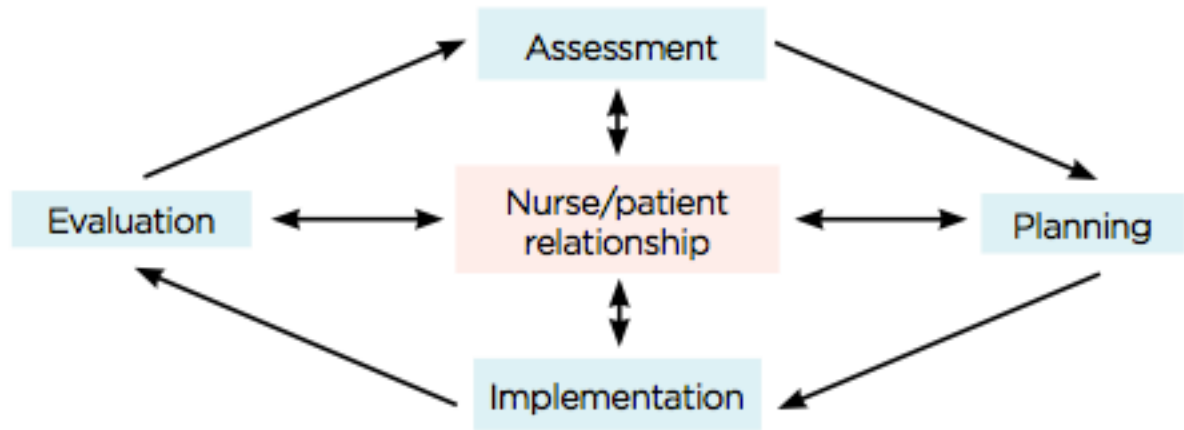 Assessment
Evaluation
Nurse/patient
relationship
Planning
Implementation